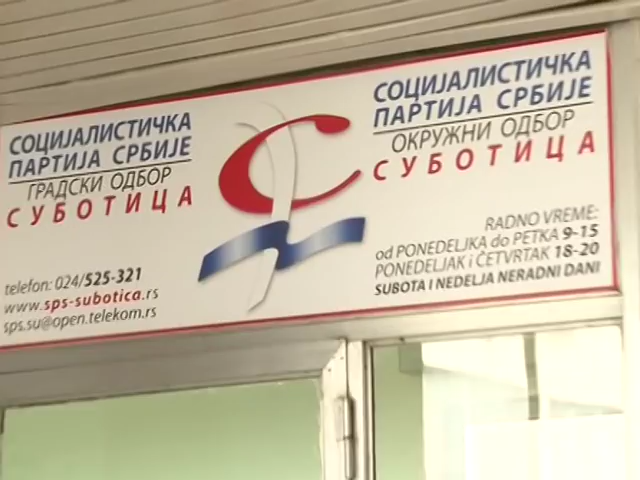 СОЦИЈАЛИСТИЧКА
ПАРТИЈА СРБИЈЕ
ГРАДСКИ ОДБОР
СУБОТИЦА
telefon: 024/525-321
www.sps-subotica.rs
sps.su@open.telekom.rs
СОЦИЈАЛИСТИЧКА
ПАРТИЈА СРБИЈЕ
ОКРУЖНИ ОДБОР
СУБОТИЦА
RADNO VREME:
od PONEDELJKA do PETKA 9-15
PONEDELJAK i ČETVRTAK 18-20
SUBOTA I NEDELJA NERADNI DANI